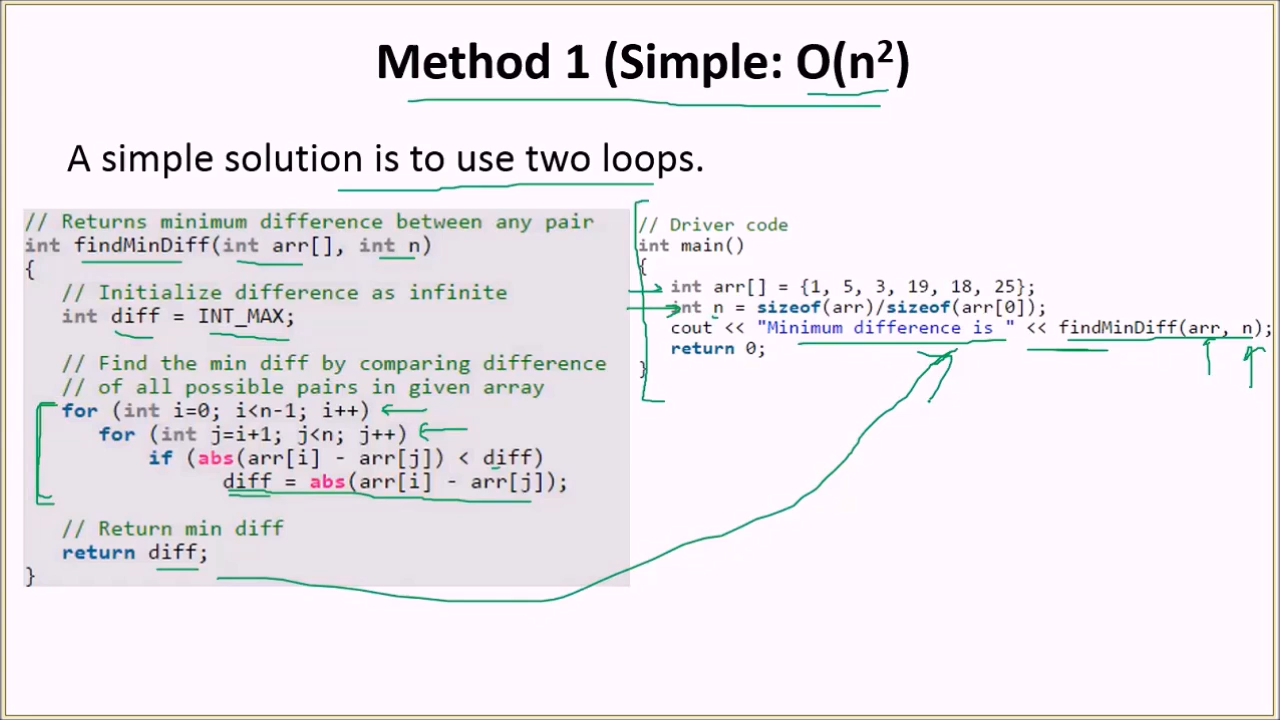 Method 1 (Simple: O(n²)
A simple solution is to use two loops.
// Returns minimum difference between any pair
int findMinDiff(int arr[], int n)
{
// Initialize difference as infinite
int diff = INT_MAX;
// Find the min diff by comparing difference
// of all possible pairs in given array
for (int i=0; i<n-1; i++)
for (int j=i+1; j<n; j++)
if (abs(arr[i] - arr[j]) < diff)
diff = abs(arr[i] - arr[j]);
// Return min diff
return diff;
}
// Driver code
int main()
{
int arr[] = {1, 5, 3, 19, 18, 25};
int n = sizeof(arr)/sizeof(arr[0]);
cout << "Minimum difference is " << findMinDiff(arr, n);
return 0;
}